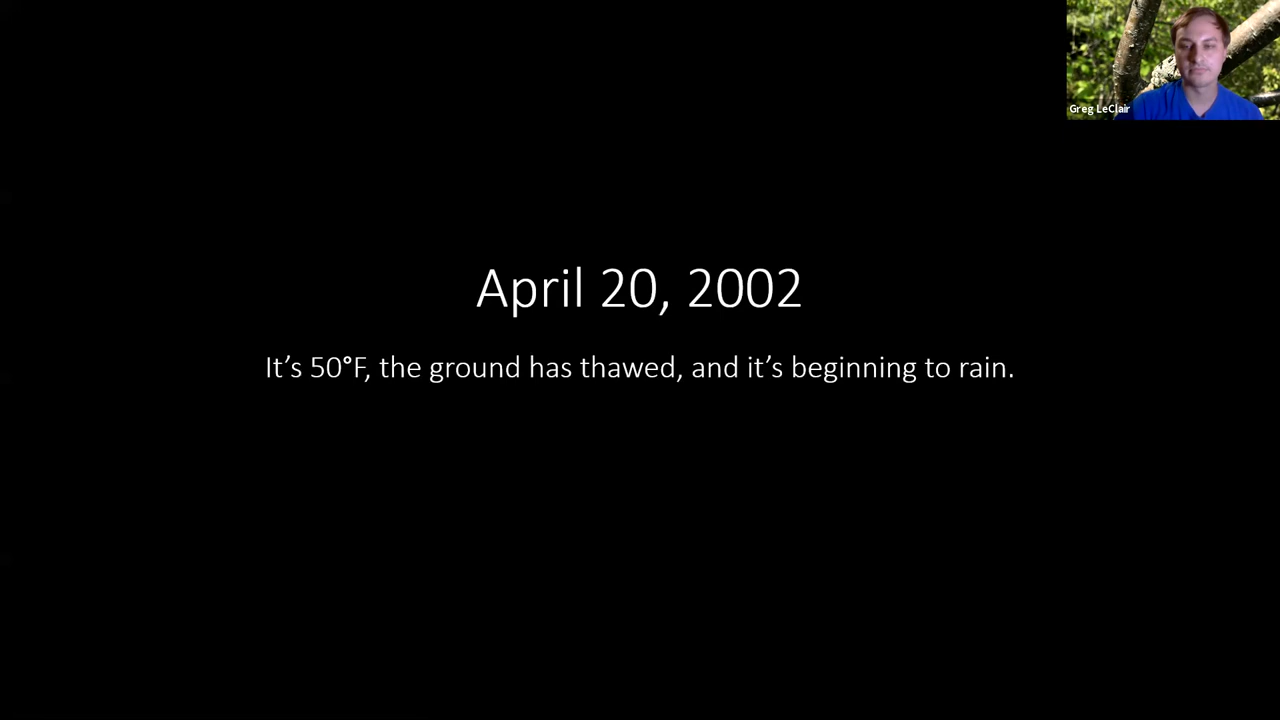 Greg LeClair
April 20, 2002
It’s 50°F, the ground has thawed, and it’s beginning to rain.